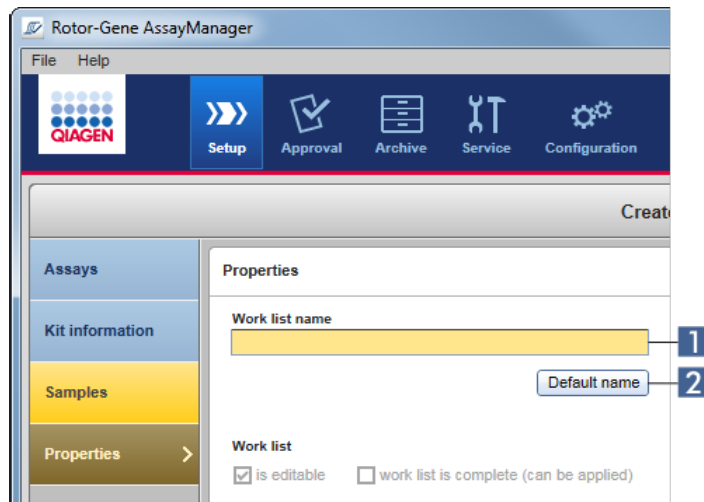 Rotor-Gene AssayManager
File Help
QIAGEN
Setup Approval Archive Service Configuration
Creat
Assays
Properties
Work list name
1
Kit information
Default name
2
Samples
Properties
Work list
is editable work list is complete (can be applied)